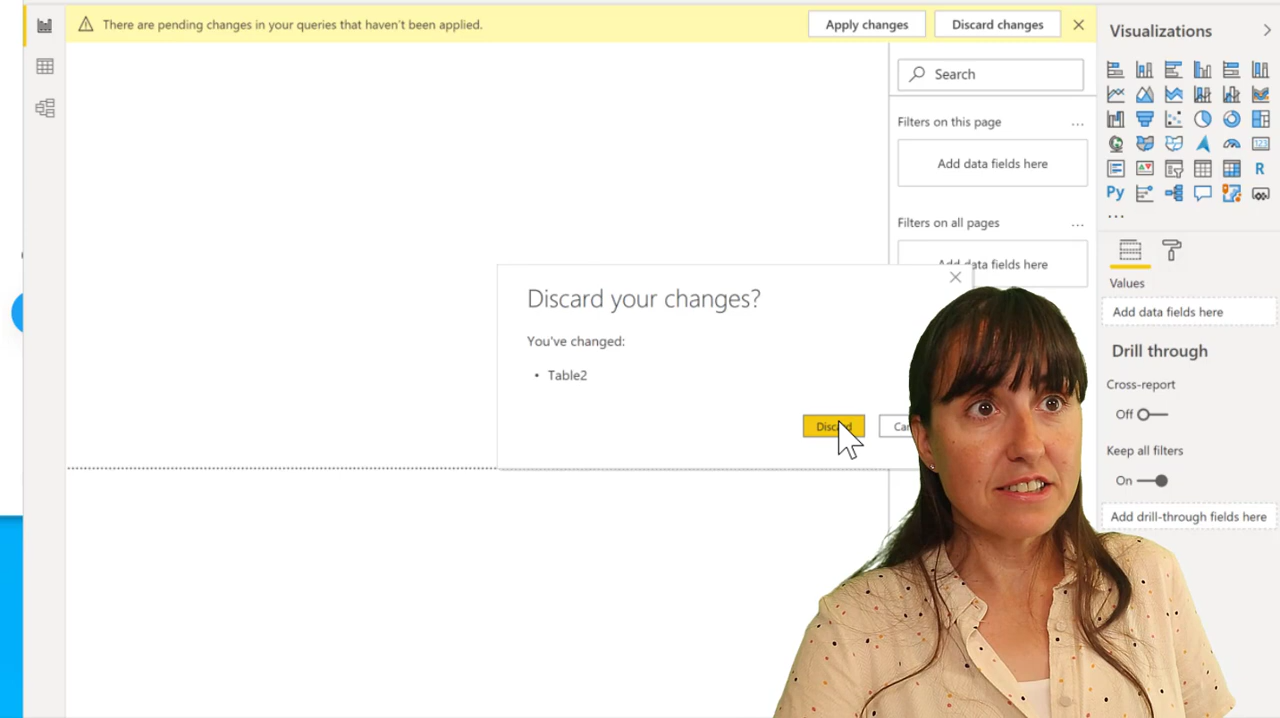 There are pending changes in your queries that haven't been applied.
Apply changes
Discard changes
Search
Filters on this page
Add data fields here
Filters on all pages
Add data fields here
Discard your changes?
You've changed:
• Table2
Visualizations
123
R
Py
Values
Add data fields here
Drill through
Cross-report
Off
Keep all filters
On
Add drill-through fields here